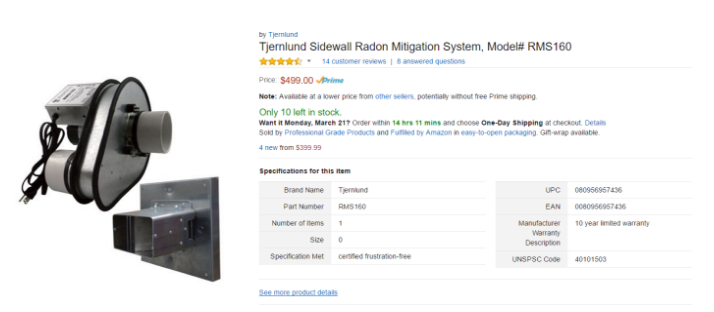 by Tjernlund
Tjernlund Sidewall Radon Mitigation System, Model# RMS160
14 customer reviews | 8 answered questions
Price: $499.00 Prime
Note: Available at a lower price from other sellers, potentially without free Prime shipping.
Only 10 left in stock.
Want it Monday, March 21? Order within 14 hrs 11 mins and choose One-Day Shipping at checkout. Details
Sold by Professional Grade Products and Fulfilled by Amazon in easy-to-open packaging. Gift-wrap available.
4 new from $399.99
Specifications for this item
Brand Name Tjernlund
Part Number RMS160
Number of Items 1
Size 0
Specification Met certified frustration-free
UPC 080956957436
EAN 0080956957436
Manufacturer Warranty Description 10 year limited warranty
UNSPSC Code 40101503
See more product details